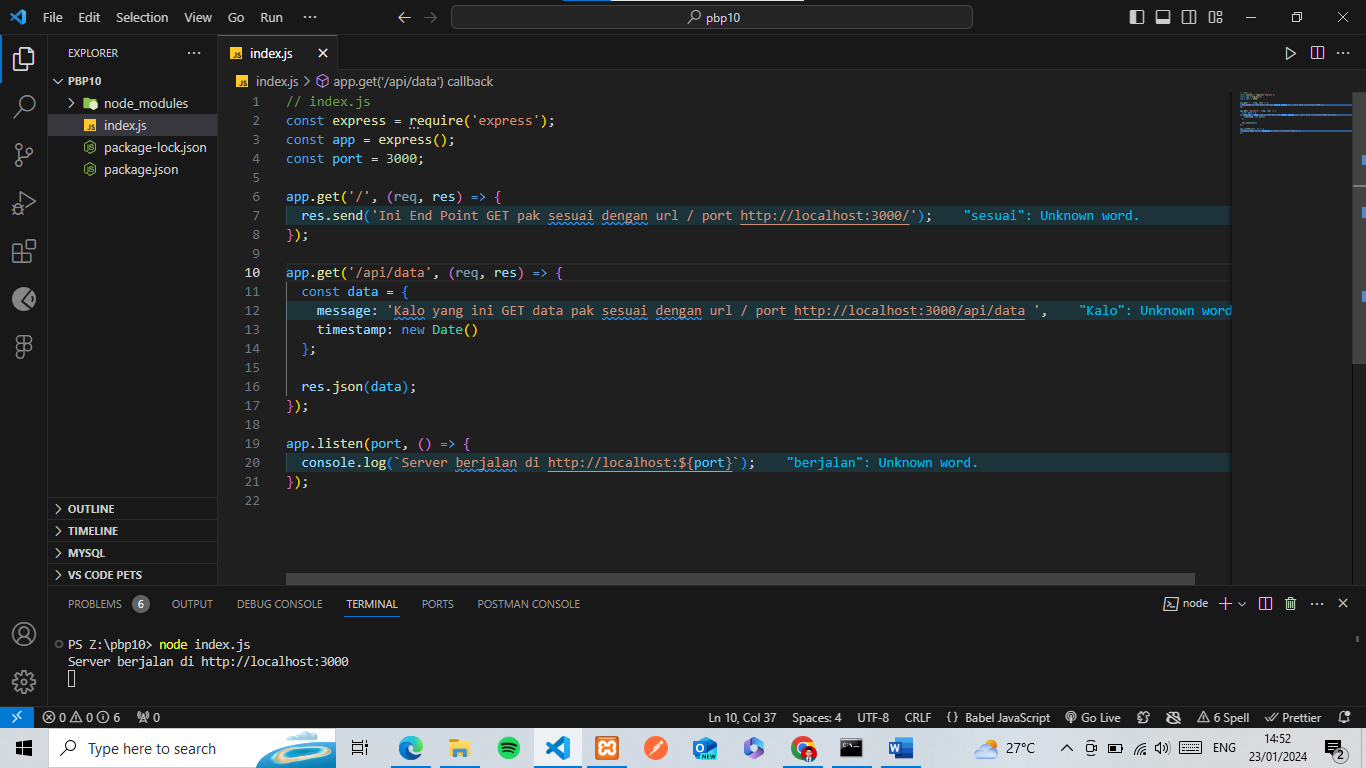 File Edit Selection View Go Run ··· pbp10
EXPLORER ···
PBP10
node_modules
index.js
package-lock.json
package.json
OUTLINE
TIMELINE
MYSQL
VS CODE PETS
JS index.js
JS index.js > app.get('/api/data') callback
1 // index.js
2 const express = require('express');
3 const app = express();
4 const port = 3000;
5
6 app.get('/', (req, res) => {
7   res.send('Ini End Point GET pak sesuai dengan url / port http://localhost:3000/'); "sesuai": Unknown word.
8 });
9
10 app.get('/api/data', (req, res) => {
11   const data = {
12     message: 'Kalo yang ini GET data pak sesuai dengan url / port http://localhost:3000/api/data ', "Kalo": Unknown word
13     timestamp: new Date()
14   };
15
16   res.json(data);
17 });
18
19 app.listen(port, () => {
20   console.log(`Server berjalan di http://localhost:${port}`); "berjalan": Unknown word.
21 });
22
PROBLEMS 6 OUTPUT DEBUG CONSOLE TERMINAL PORTS POSTMAN CONSOLE node
PS Z:\pbp10> node index.js
Server berjalan di http://localhost:3000
0 0 6 0 Ln 10, Col 37 Spaces: 4 UTF-8 CRLF {} Babel JavaScript Go Live 6 Spell Prettier
Type here to search NEW 27°C ENG 14:52
23/01/2024 2